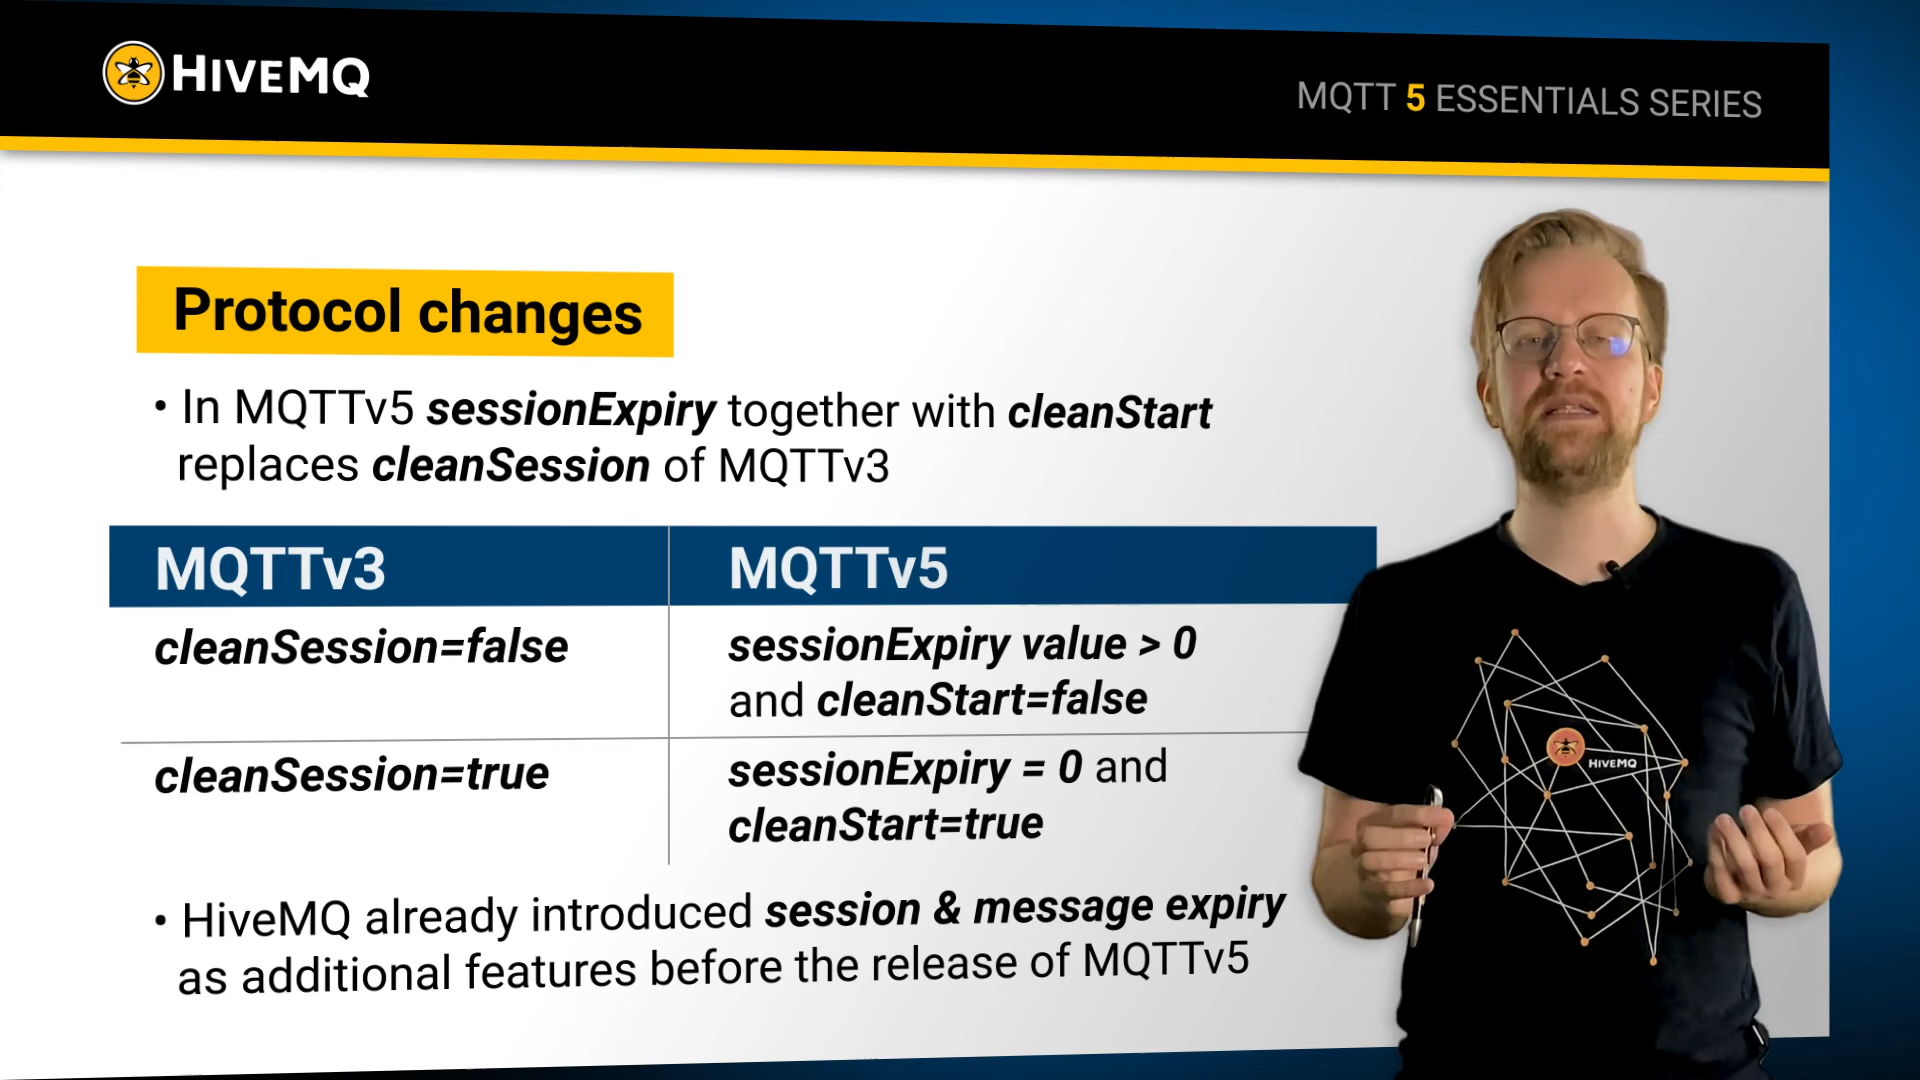 HIVEMQ
MQTT 5 ESSENTIALS SERIES
Protocol changes
• In MQTTv5 sessionExpiry together with cleanStart
replaces cleanSession of MQTTv3
MQTTv3
MQTTv5
cleanSession=false
sessionExpiry value > 0
and cleanStart=false
cleanSession=true
sessionExpiry = 0 and
cleanStart=true
• HiveMQ already introduced session & message expiry
as additional features before the release of MQTTv5
HIVEMQ